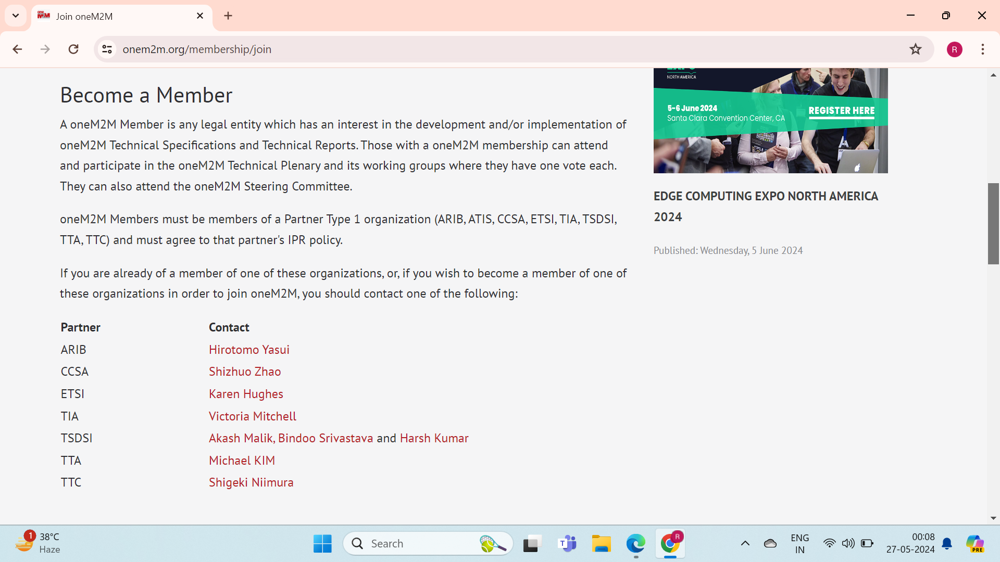 Join oneM2M
onem2m.org/membership/join
R
Become a Member
A oneM2M Member is any legal entity which has an interest in the development and/or implementation of
oneM2M Technical Specifications and Technical Reports. Those with a oneM2M membership can attend
and participate in the oneM2M Technical Plenary and its working groups where they have one vote each.
They can also attend the oneM2M Steering Committee.
oneM2M Members must be members of a Partner Type 1 organization (ARIB, ATIS, CCSA, ETSI, TIA, TSDSI,
TTA, TTC) and must agree to that partner's IPR policy.
If you are already of a member of one of these organizations, or, if you wish to become a member of one of
these organizations in order to join oneM2M, you should contact one of the following:
Partner Contact
ARIB Hirotomo Yasui
CCSA Shizhuo Zhao
ETSI Karen Hughes
TIA Victoria Mitchell
TSDSI Akash Malik, Bindoo Srivastava and Harsh Kumar
TTA Michael KIM
TTC Shigeki Niimura
NORTH AMERICA
5-6 June 2024
Santa Clara Convention Center, CA
REGISTER HERE
EDGE COMPUTING EXPO NORTH AMERICA
2024
Published: Wednesday, 5 June 2024
1
38°C
Haze
Search
T
R
ENG
IN
00:08
27-05-2024
PRE